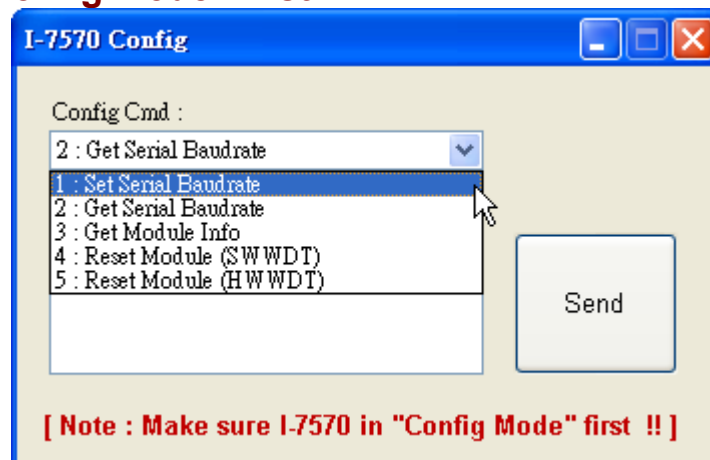 I-7570 Config
Config Cmd :
2 : Get Serial Baudrate
1 : Set Serial Baudrate
2 : Get Serial Baudrate
3 : Get Module Info
4 : Reset Module (SWWDT)
5 : Reset Module (HWWDT)
Send
[ Note : Make sure I-7570 in "Config Mode" first !! ]